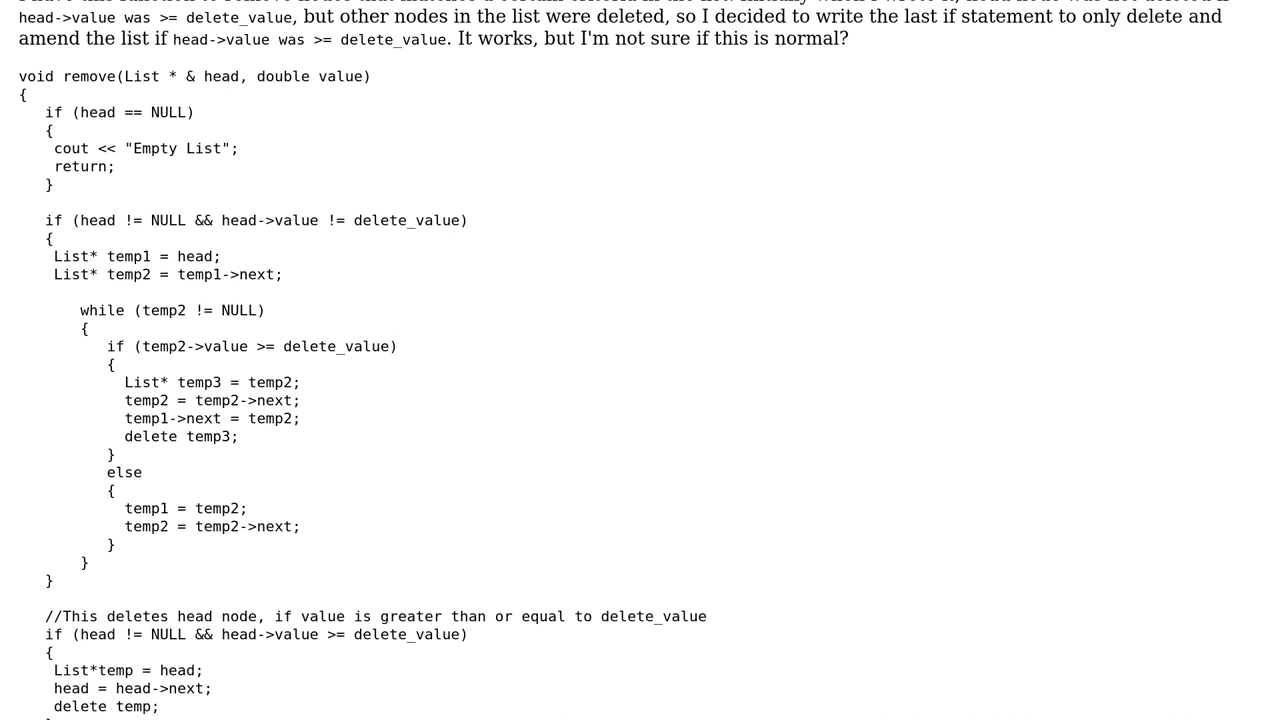 head->value was >= delete_value, but other nodes in the list were deleted, so I decided to write the last if statement to only delete and
amend the list if head->value was >= delete_value. It works, but I'm not sure if this is normal?
void remove(List * & head, double value)
{
if (head == NULL)
{
cout << "Empty List";
return;
}
if (head != NULL && head->value != delete_value)
{
List* temp1 = head;
List* temp2 = temp1->next;
while (temp2 != NULL)
{
if (temp2->value >= delete_value)
{
List* temp3 = temp2;
temp2 = temp2->next;
temp1->next = temp2;
delete temp3;
}
else
{
temp1 = temp2;
temp2 = temp2->next;
}
}
}
//This deletes head node, if value is greater than or equal to delete_value
if (head != NULL && head->value >= delete_value)
{
List*temp = head;
head = head->next;
delete temp;